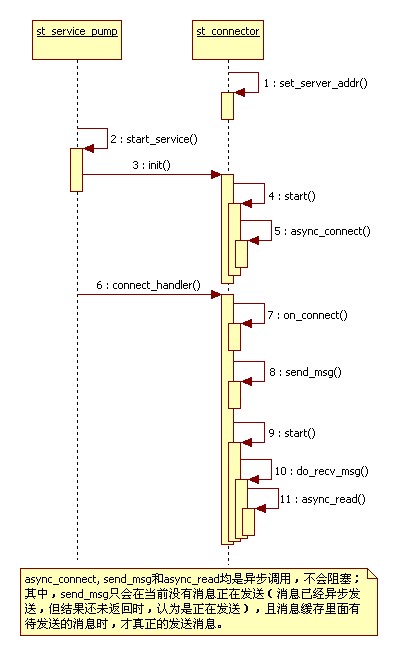 st_service_pump
st_connector
1 : set_server_addr()
2 : start_service()
3 : init()
4 : start()
5 : async_connect()
6 : connect_handler()
7 : on_connect()
8 : send_msg()
9 : start()
10 : do_recv_msg()
11 : async_read()
async_connect, send_msg和async_read均是异步调用，不会阻塞；
其中，send_msg只会在当前没有消息正在发送（消息已经异步发
送，但结果还未返回时，认为是正在发送），且消息缓存里面有
待发送的消息时，才真正的发送消息。